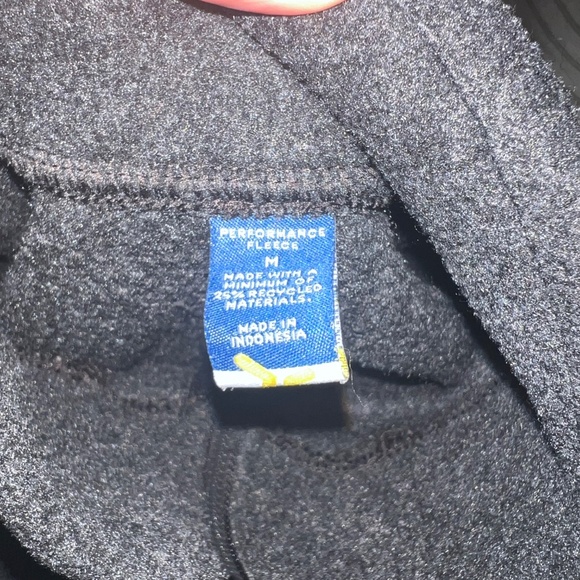 PERFORMANCE
FLEECE
M
MADE WITH A
MINIMUM OF
25% RECYCLED
MATERIALS.
MADE IN
INDONESIA